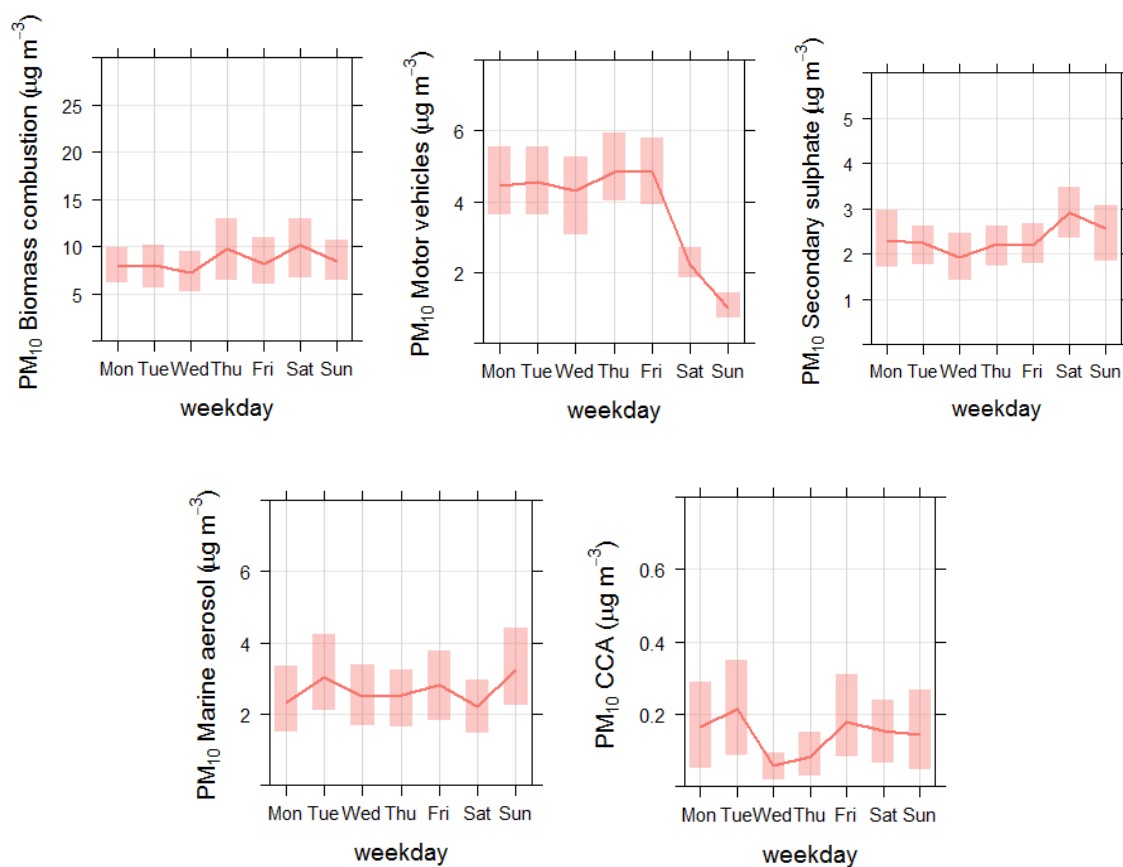 PM₁₀ Biomass combustion (μg m⁻³)
25
20
15
10
5
Mon Tue Wed Thu Fri Sat Sun
weekday
PM₁₀ Motor vehicles (μg m⁻³)
6
4
2
Mon Tue Wed Thu Fri Sat Sun
weekday
PM₁₀ Secondary sulphate (μg m⁻³)
5
4
3
2
1
Mon Tue Wed Thu Fri Sat Sun
weekday
PM₁₀ Marine aerosol (μg m⁻³)
6
4
2
Mon Tue Wed Thu Fri Sat Sun
weekday
PM₁₀ CCA (μg m⁻³)
0.6
0.4
0.2
Mon Tue Wed Thu Fri Sat Sun
weekday